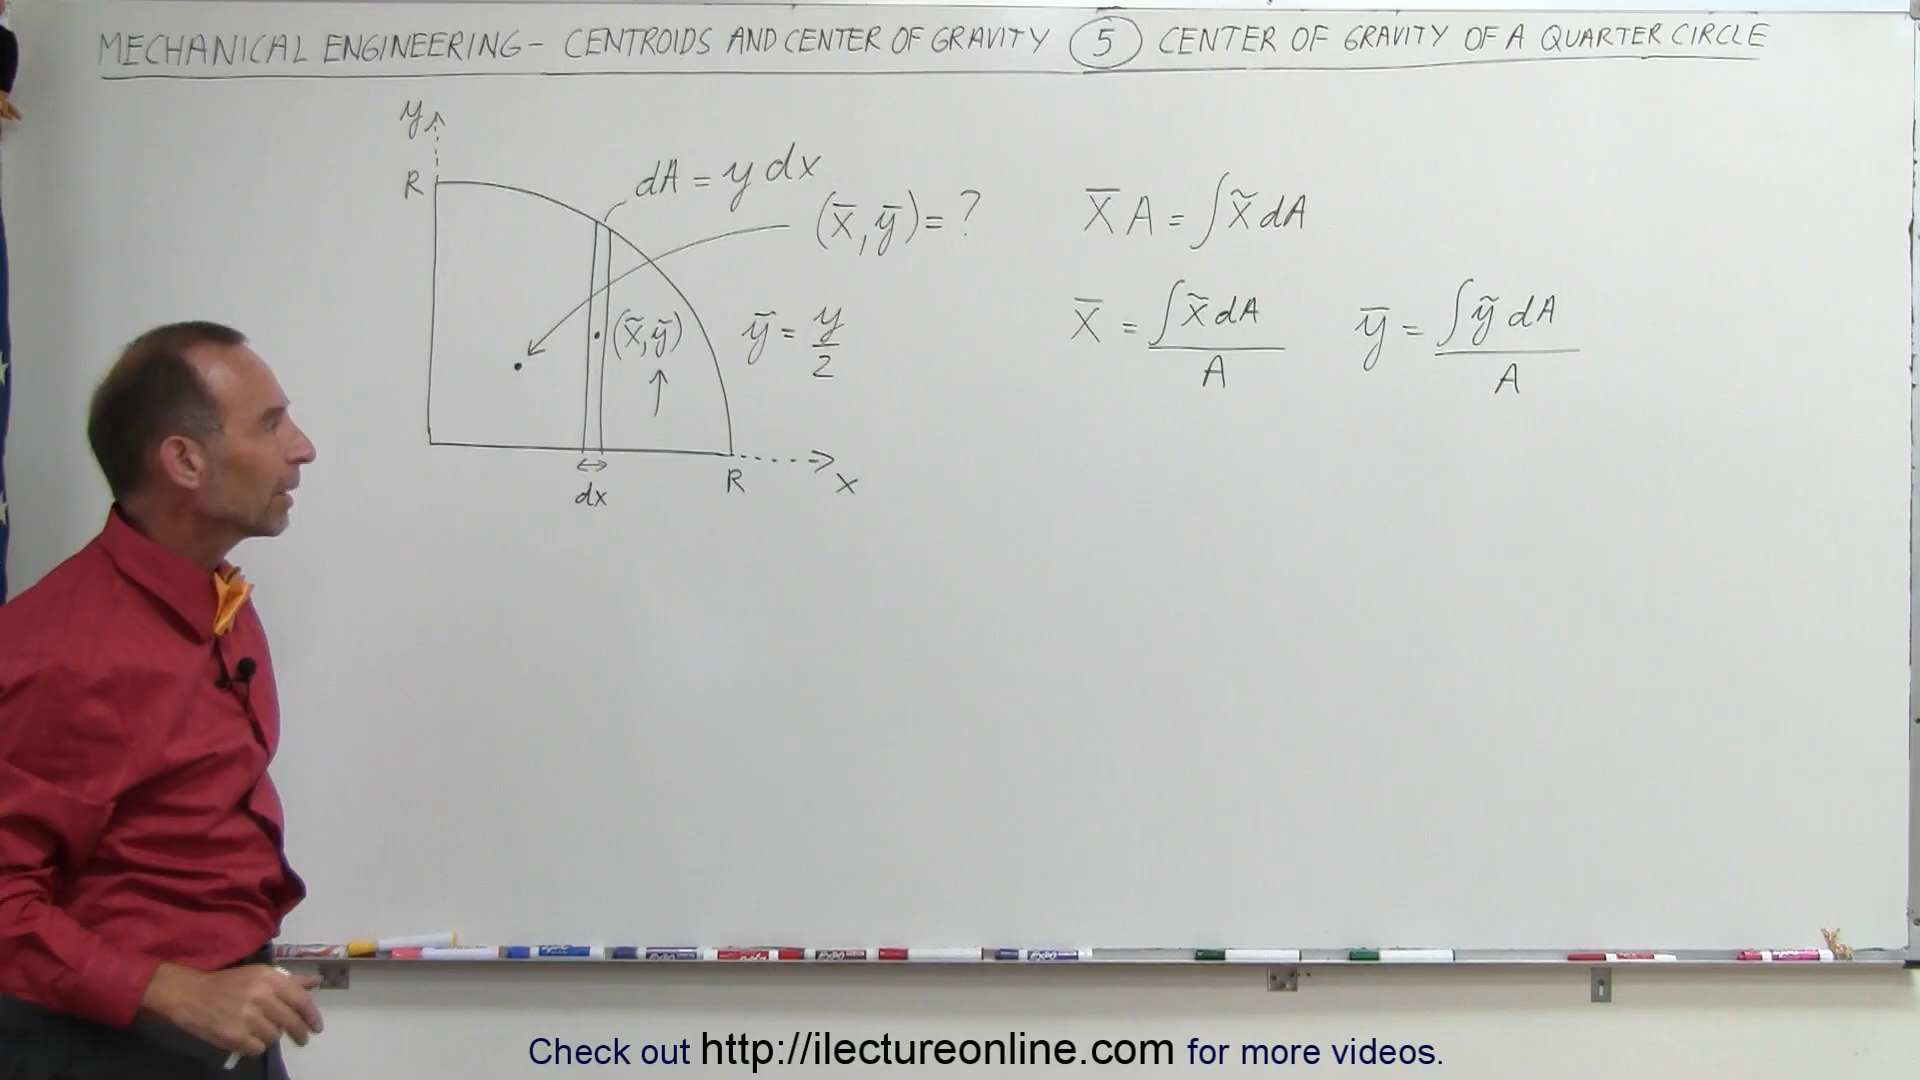 MECHANICAL ENGINEERING - CENTROIDS AND CENTER OF GRAVITY 5 CENTER OF GRAVITY OF A QUARTER CIRCLE
y
R
dA = y dx
(x̄, ȳ) = ?
(x̃, ỹ)
ỹ = y/2
dx
R
x
x̄ A = ∫ x̃ dA
x̄ = ∫ x̃ dA / A
ȳ = ∫ ỹ dA / A
Check out http://ilectureonline.com for more videos.